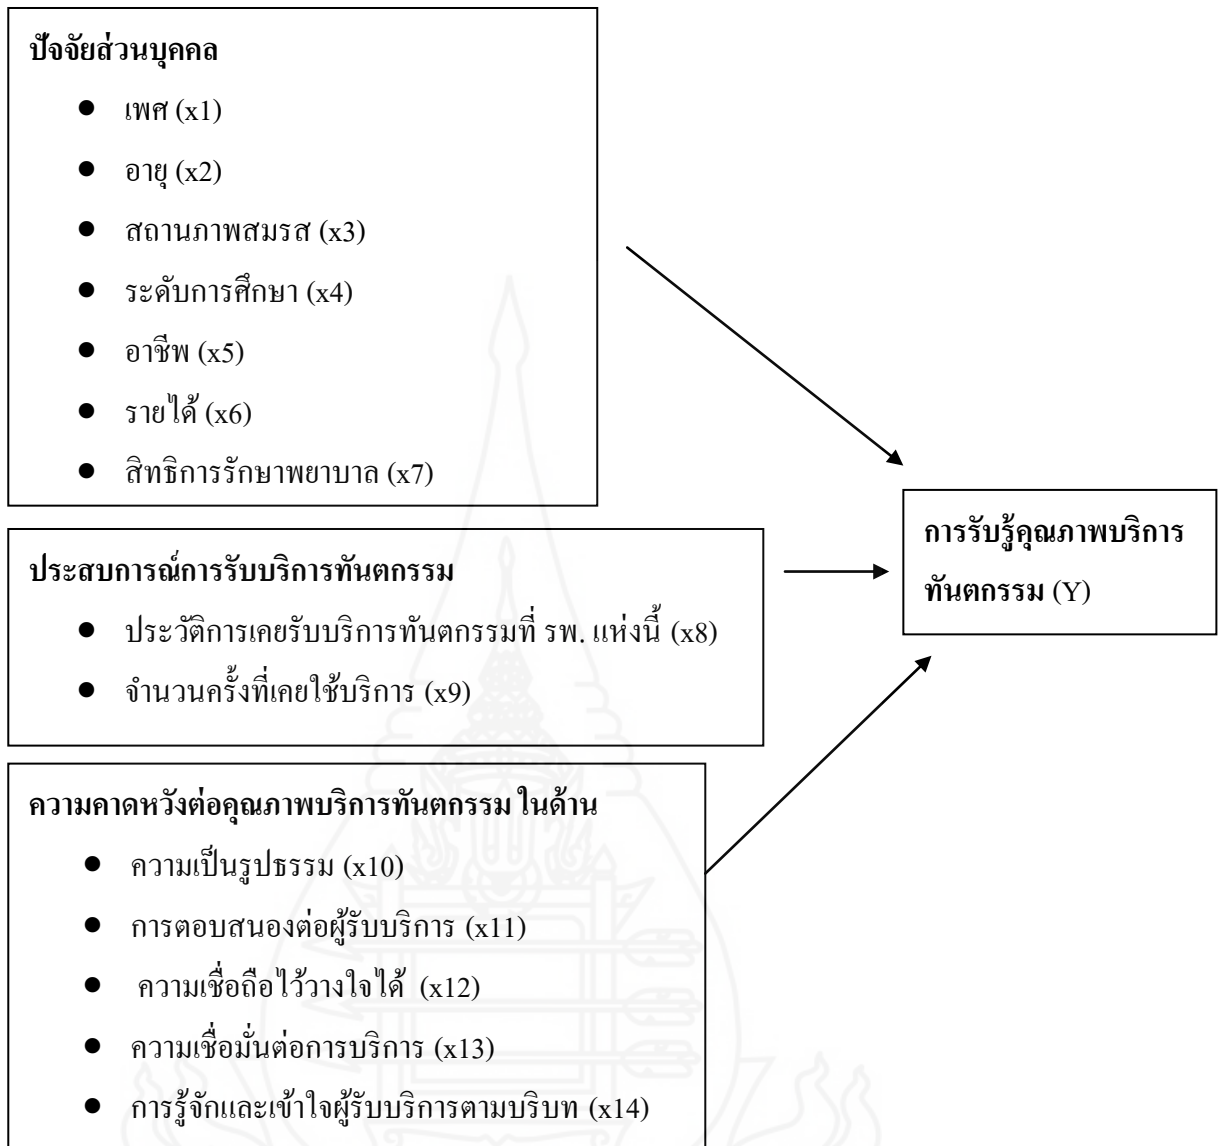 ปัจจัยส่วนบุคคล
● เพศ (x1)
● อายุ (x2)
● สถานภาพสมรส (x3)
● ระดับการศึกษา (x4)
● อาชีพ (x5)
● รายได้ (x6)
● สิทธิการรักษาพยาบาล (x7)
ประสบการณ์การรับบริการทันตกรรม
● ประวัติการเคยรับบริการทันตกรรมที่ รพ. แห่งนี้ (x8)
● จำนวนครั้งที่เคยใช้บริการ (x9)
ความคาดหวังต่อคุณภาพบริการทันตกรรม ในด้าน
● ความเป็นรูปธรรม (x10)
● การตอบสนองต่อผู้รับบริการ (x11)
● ความเชื่อถือไว้วางใจได้ (x12)
● ความเชื่อมั่นต่อการบริการ (x13)
● การรู้จักและเข้าใจผู้รับบริการตามบริบท (x14)
การรับรู้คุณภาพบริการ
ทันตกรรม (Y)